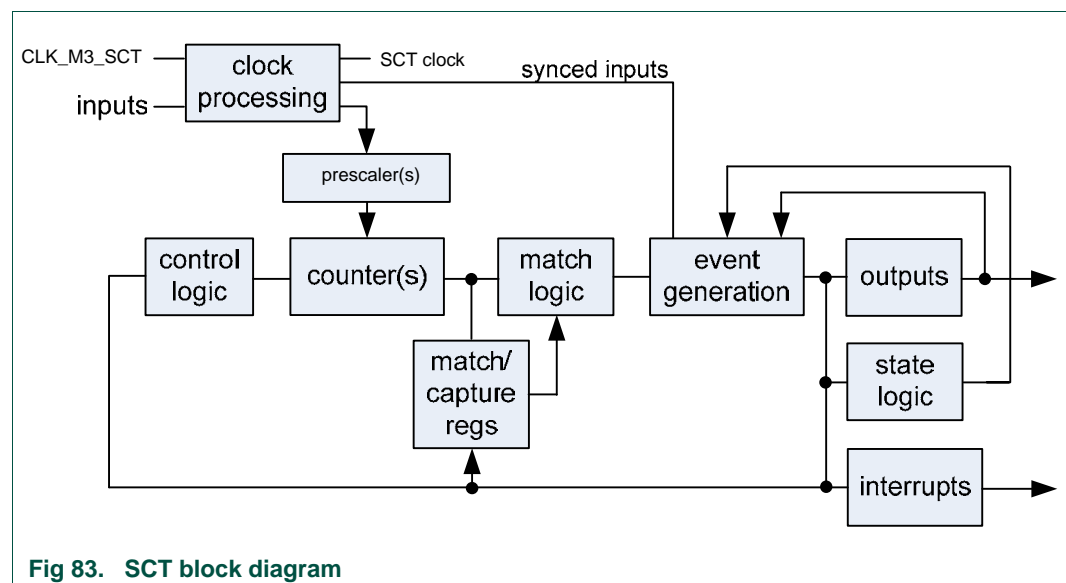 CLK_M3_SCT
inputs
clock
processing
SCT clock
synced inputs
prescaler(s)
control
logic
counter(s)
match
logic
event
generation
outputs
match/
capture
regs
state
logic
interrupts
Fig 83. SCT block diagram